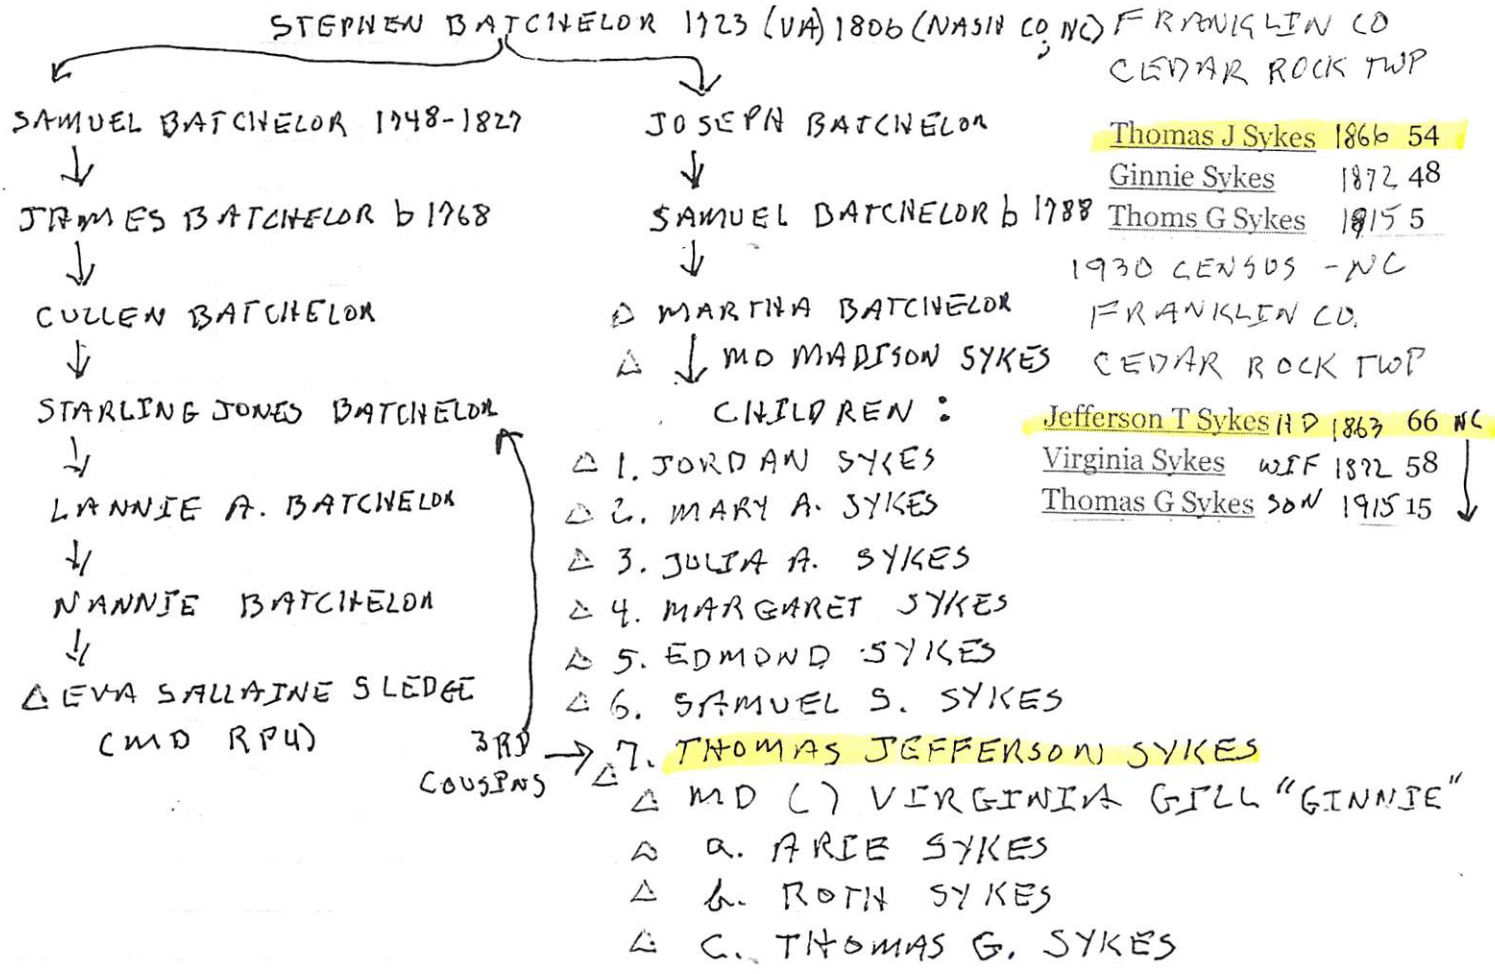 STEPHEN BATCHELOR 1723 (VA) 1806 (NASH CO, NC)
SAMUEL BATCHELOR 1748-1827
JAMES BATCHELOR b 1768
CULLEN BATCHELOR
STARLING JONES BATCHELOR
LANNIE A. BATCHELOR
NANNIE BATCHELOR
EVA SALLAINE SLEDGE
(MD RPU)
3RD
COUSINS
JOSEPH BATCHELOR
SAMUEL BATCHELOR b 1788
MARTHA BATCHELOR
MD MADISON SYKES
CHILDREN:
1. JORDAN SYKES
2. MARY A. SYKES
3. JULIA A. SYKES
4. MARGARET SYKES
5. EDMOND SYKES
6. SAMUEL S. SYKES
7. THOMAS JEFFERSON SYKES
MD ( ) VIRGINIA GILL "GINNIE"
a. ARIE SYKES
b. ROTH SYKES
C. THOMAS G. SYKES
FRANKLIN CO
CEDAR ROCK TWP
Thomas J Sykes 1866 54
Ginnie Sykes 1872 48
Thoms G Sykes 1915 5
1930 CENSUS - NC
FRANKLIN CO.
CEDAR ROCK TWP
Jefferson T Sykes HD 1863 66 NC
Virginia Sykes WIF 1872 58
Thomas G Sykes SON 1915 15